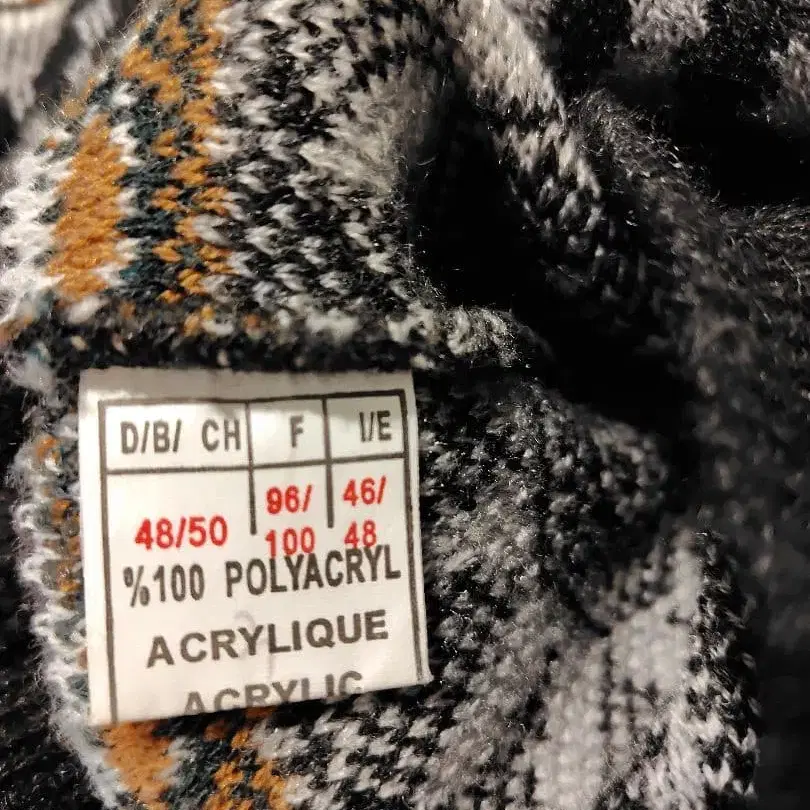 D/B/ CH F I/E
48/50 96/ 46/
100 48
%100 POLYACRYL
ACRYLIQUE
ACRYLIC